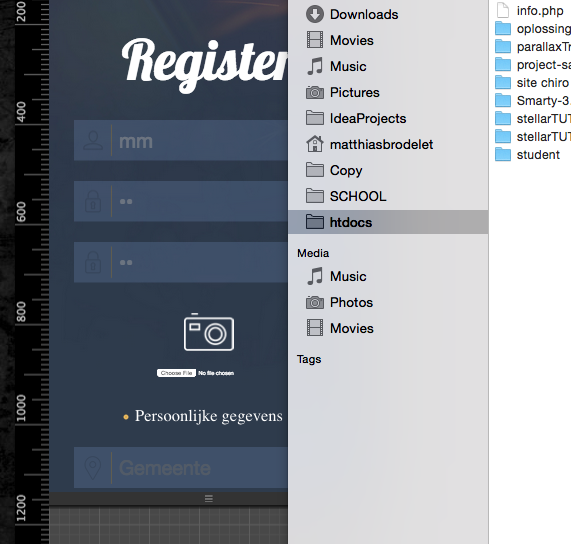 200
400
600
800
1000
1200
Register
mm
Choose File No file chosen
Persoonlijke gegevens
Gemeente
Downloads
Movies
Music
Pictures
IdeaProjects
matthiasbrodelet
Copy
SCHOOL
htdocs
Media
Music
Photos
Movies
Tags
info.php
oplossing
parallaxTr
project-sa
site chiro
Smarty-3.
stellarTUT
stellarTUT
student